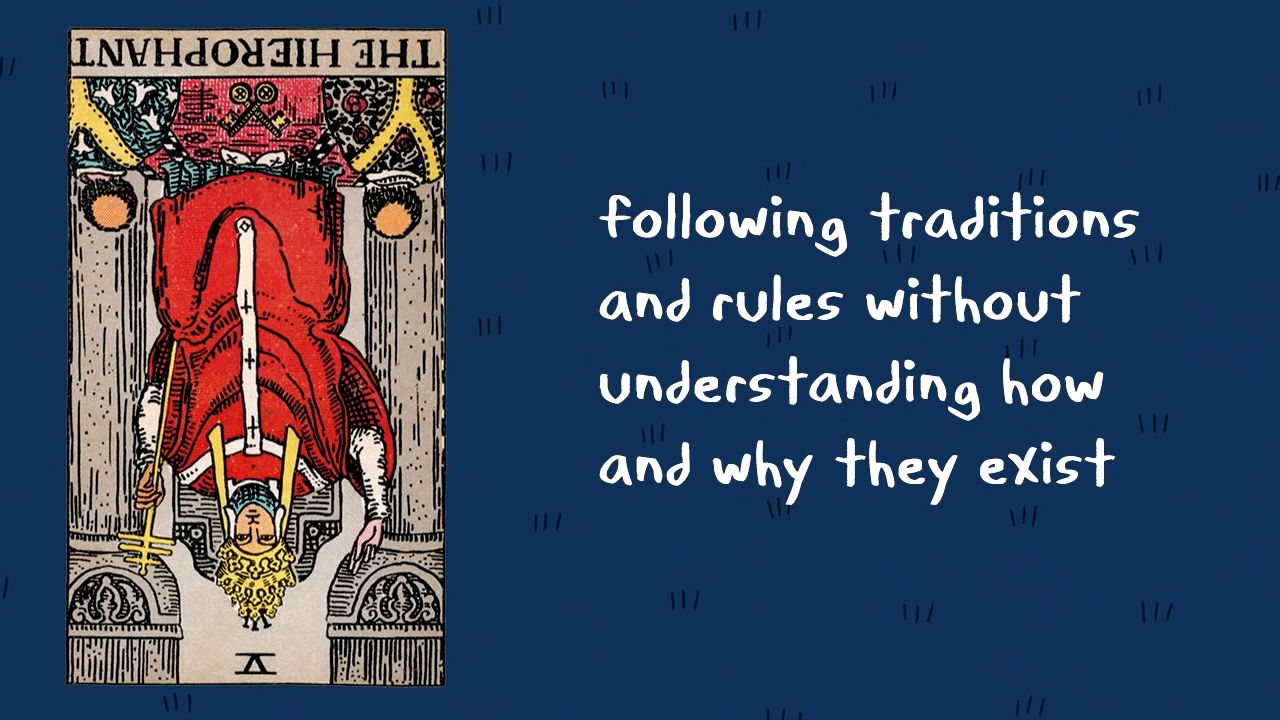 THE HIEROPHANT
V
following traditions
and rules without
understanding how
and why they exist